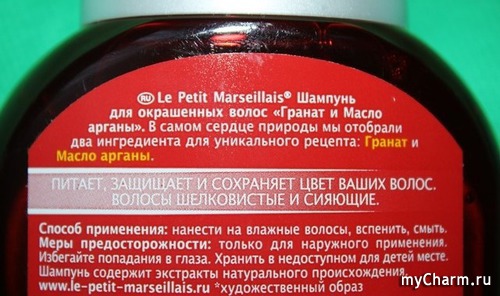 RU Le Petit Marseillais® Шампунь
для окрашенных волос «Гранат и Масло
арганы». В самом сердце природы мы отобрали
два ингредиента для уникального рецепта: Гранат и
Масло арганы.
ПИТАЕТ, ЗАЩИЩАЕТ И СОХРАНЯЕТ ЦВЕТ ВАШИХ ВОЛОС.
ВОЛОСЫ ШЕЛКОВИСТЫЕ И СИЯЮЩИЕ.
Способ применения: нанести на влажные волосы, вспенить, смыть.
Меры предосторожности: только для наружного применения.
Избегайте попадания в глаза. Хранить в недоступном для детей месте.
Шампунь содержит экстракты натурального происхождения.
www.le-petit-marseillais.ru *художественный образ
myCharm.ru